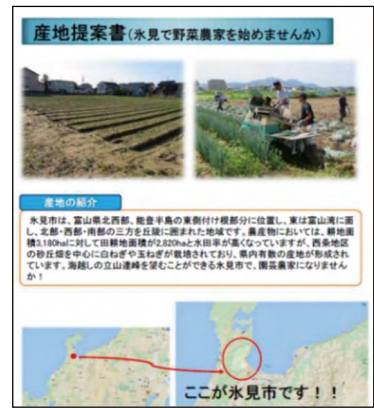 産地提案書(氷見で野菜農家を始めませんか)
産地の紹介
氷見市は、富山県北西部、能登半島の東側付け根部分に位置し、東は富山湾に面
し、北部・西部・南部の三方を丘陵に囲まれた地域です。農産物においては、耕地面
積3,180haに対して田耕地面積が2,820haと水田率が高くなっていますが、西条地区
の砂丘畑を中心に白ねぎや玉ねぎが栽培されており、県内有数の産地が形成され
ています。海越しの立山連峰を望むことができる氷見市で、園芸農家になりません
か!
ここが氷見市です!!